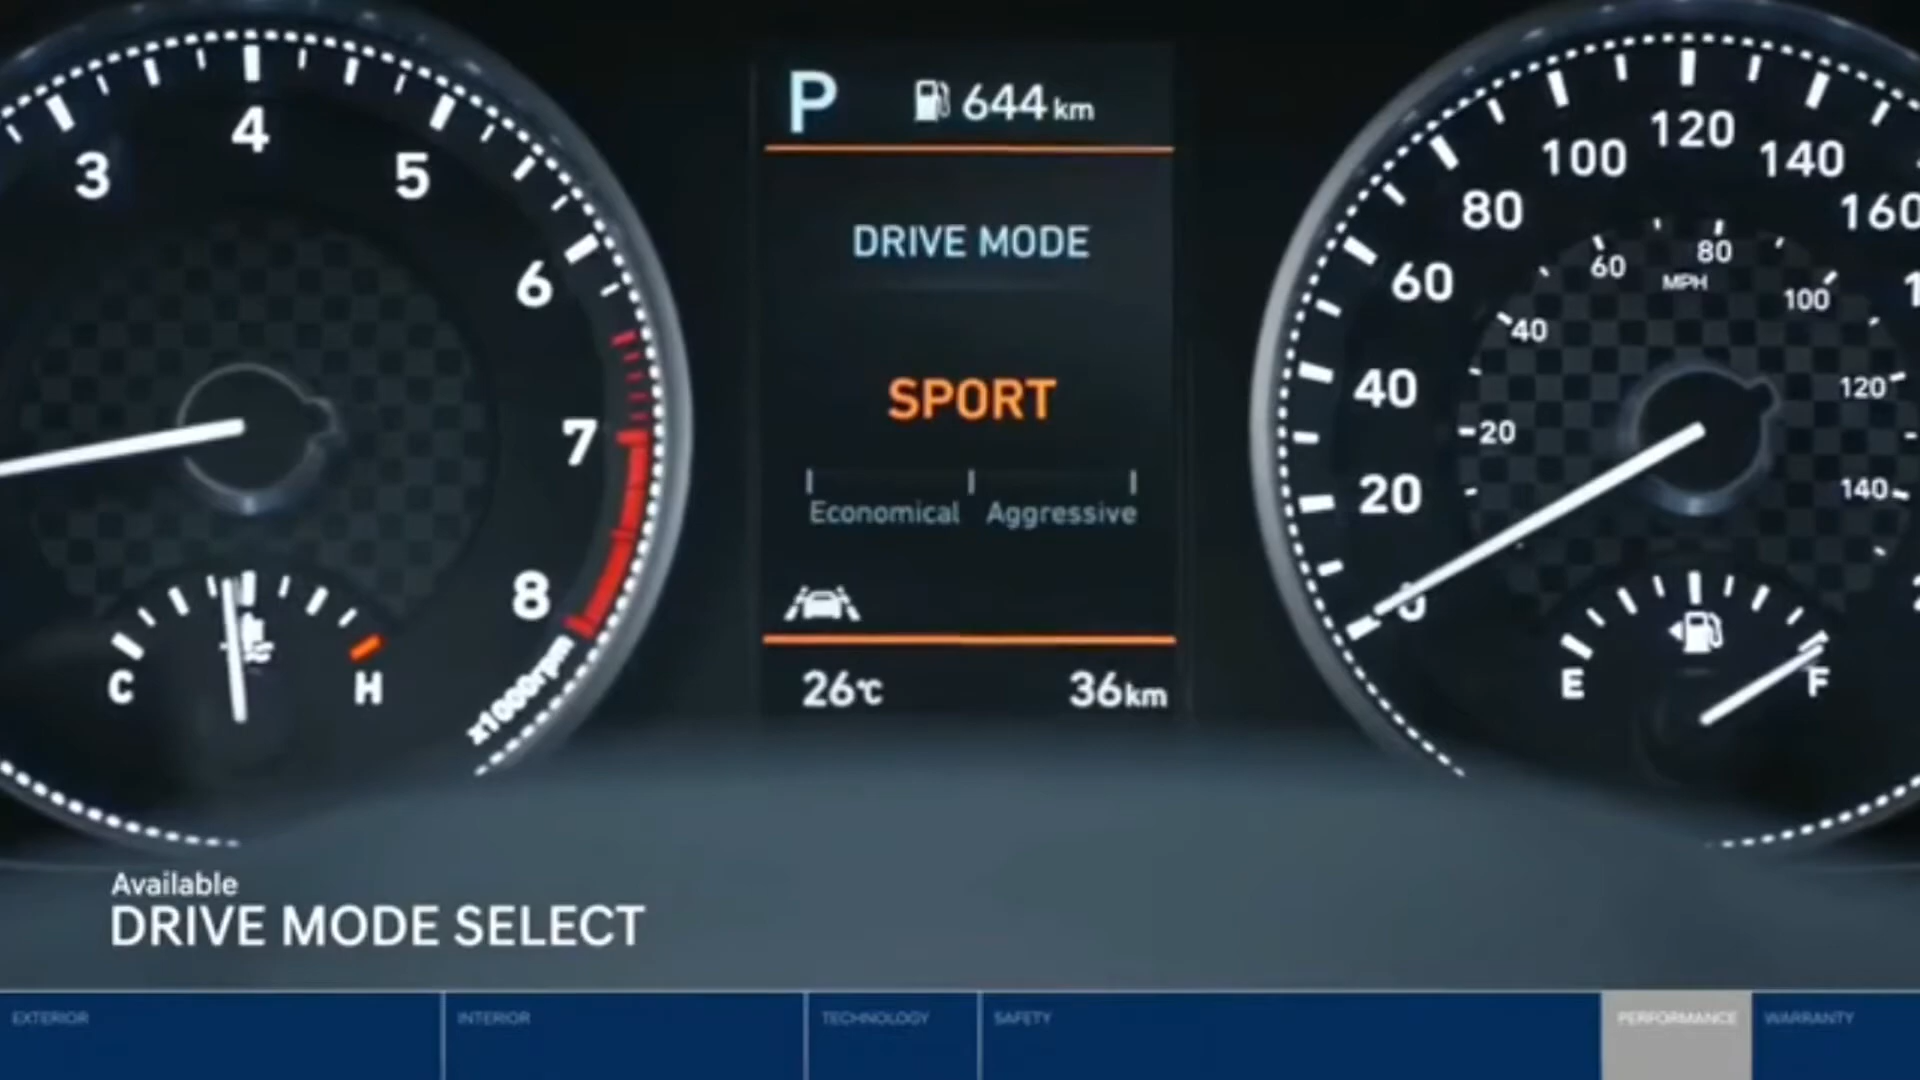 P 644 km
DRIVE MODE
SPORT
Economical Aggressive
26℃ 36km
3 4 5 6 7 8
x1000rpm
C H
0 20 40 60 80 100 120 140 160
20 40 60 80 100 120 140
MPH
E F
Available
DRIVE MODE SELECT
EXTERIOR INTERIOR TECHNOLOGY SAFETY PERFORMANCE WARRANTY